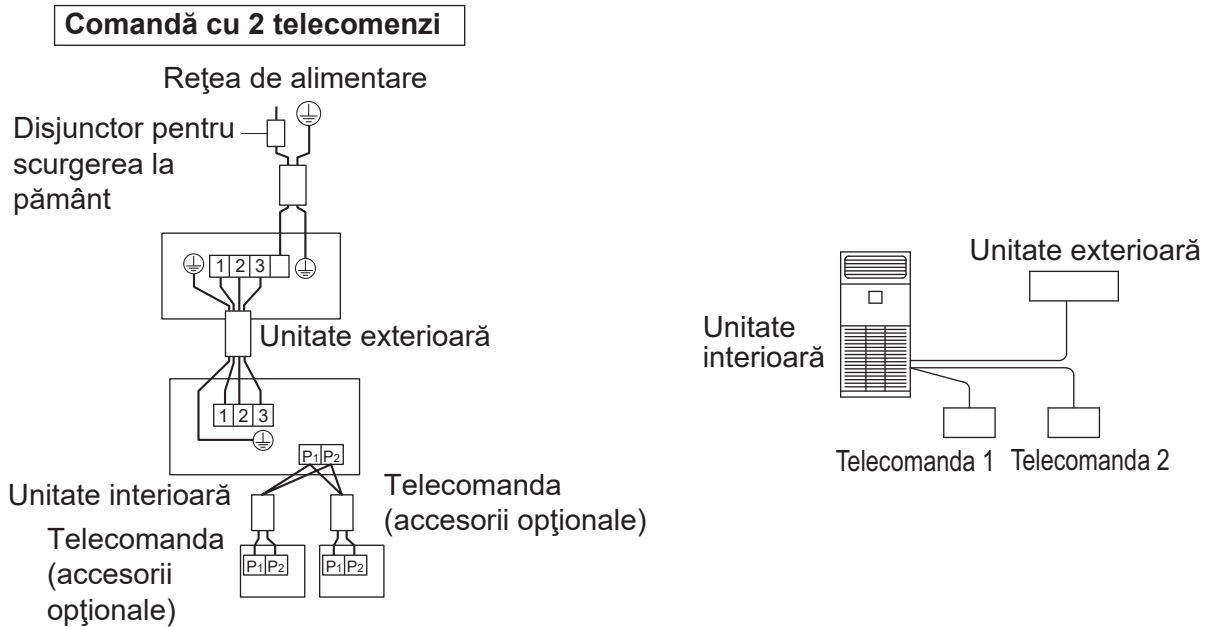 Comandă cu 2 telecomenzi
Reţea de alimentare
Disjunctor pentru
scurgerea la
pământ
1 2 3
Unitate exterioară
1 2 3
P1 P2
Unitate interioară
Telecomanda
(accesorii opţionale)
Telecomanda
(accesorii
opţionale)
P1 P2
P1 P2
Unitate exterioară
Unitate
interioară
Telecomanda 1
Telecomanda 2